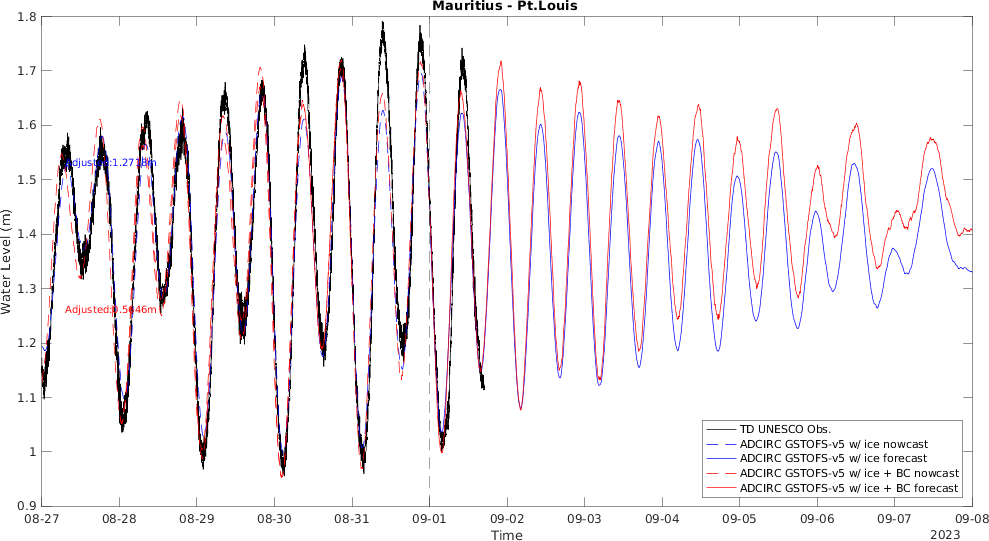 Mauritius - Pt.Louis
1.8
1.7
1.6
1.5
1.4
1.3
1.2
1.1
1
0.9
Water Level (m)
Adjusted:1.2718m
Adjusted:0.5646m
TD UNESCO Obs.
ADCIRC GSTOFS-v5 w/ ice nowcast
ADCIRC GSTOFS-v5 w/ ice forecast
ADCIRC GSTOFS-v5 w/ ice + BC nowcast
ADCIRC GSTOFS-v5 w/ ice + BC forecast
08-27 08-28 08-29 08-30 08-31 09-01 09-02 09-03 09-04 09-05 09-06 09-07 09-08
Time
2023